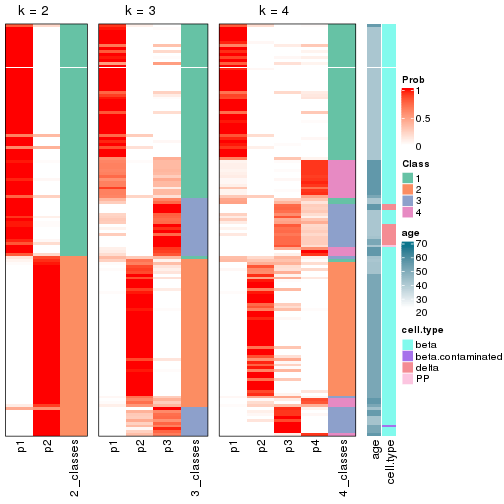 k = 2
k = 3
k = 4
p1
p2
2_classes
p1
p2
p3
3_classes
p1
p2
p3
p4
4_classes
age
cell.type
Prob
1
0.5
0
Class
1
2
3
4
age
70
60
50
40
30
20
cell.type
beta
beta.contaminated
delta
PP